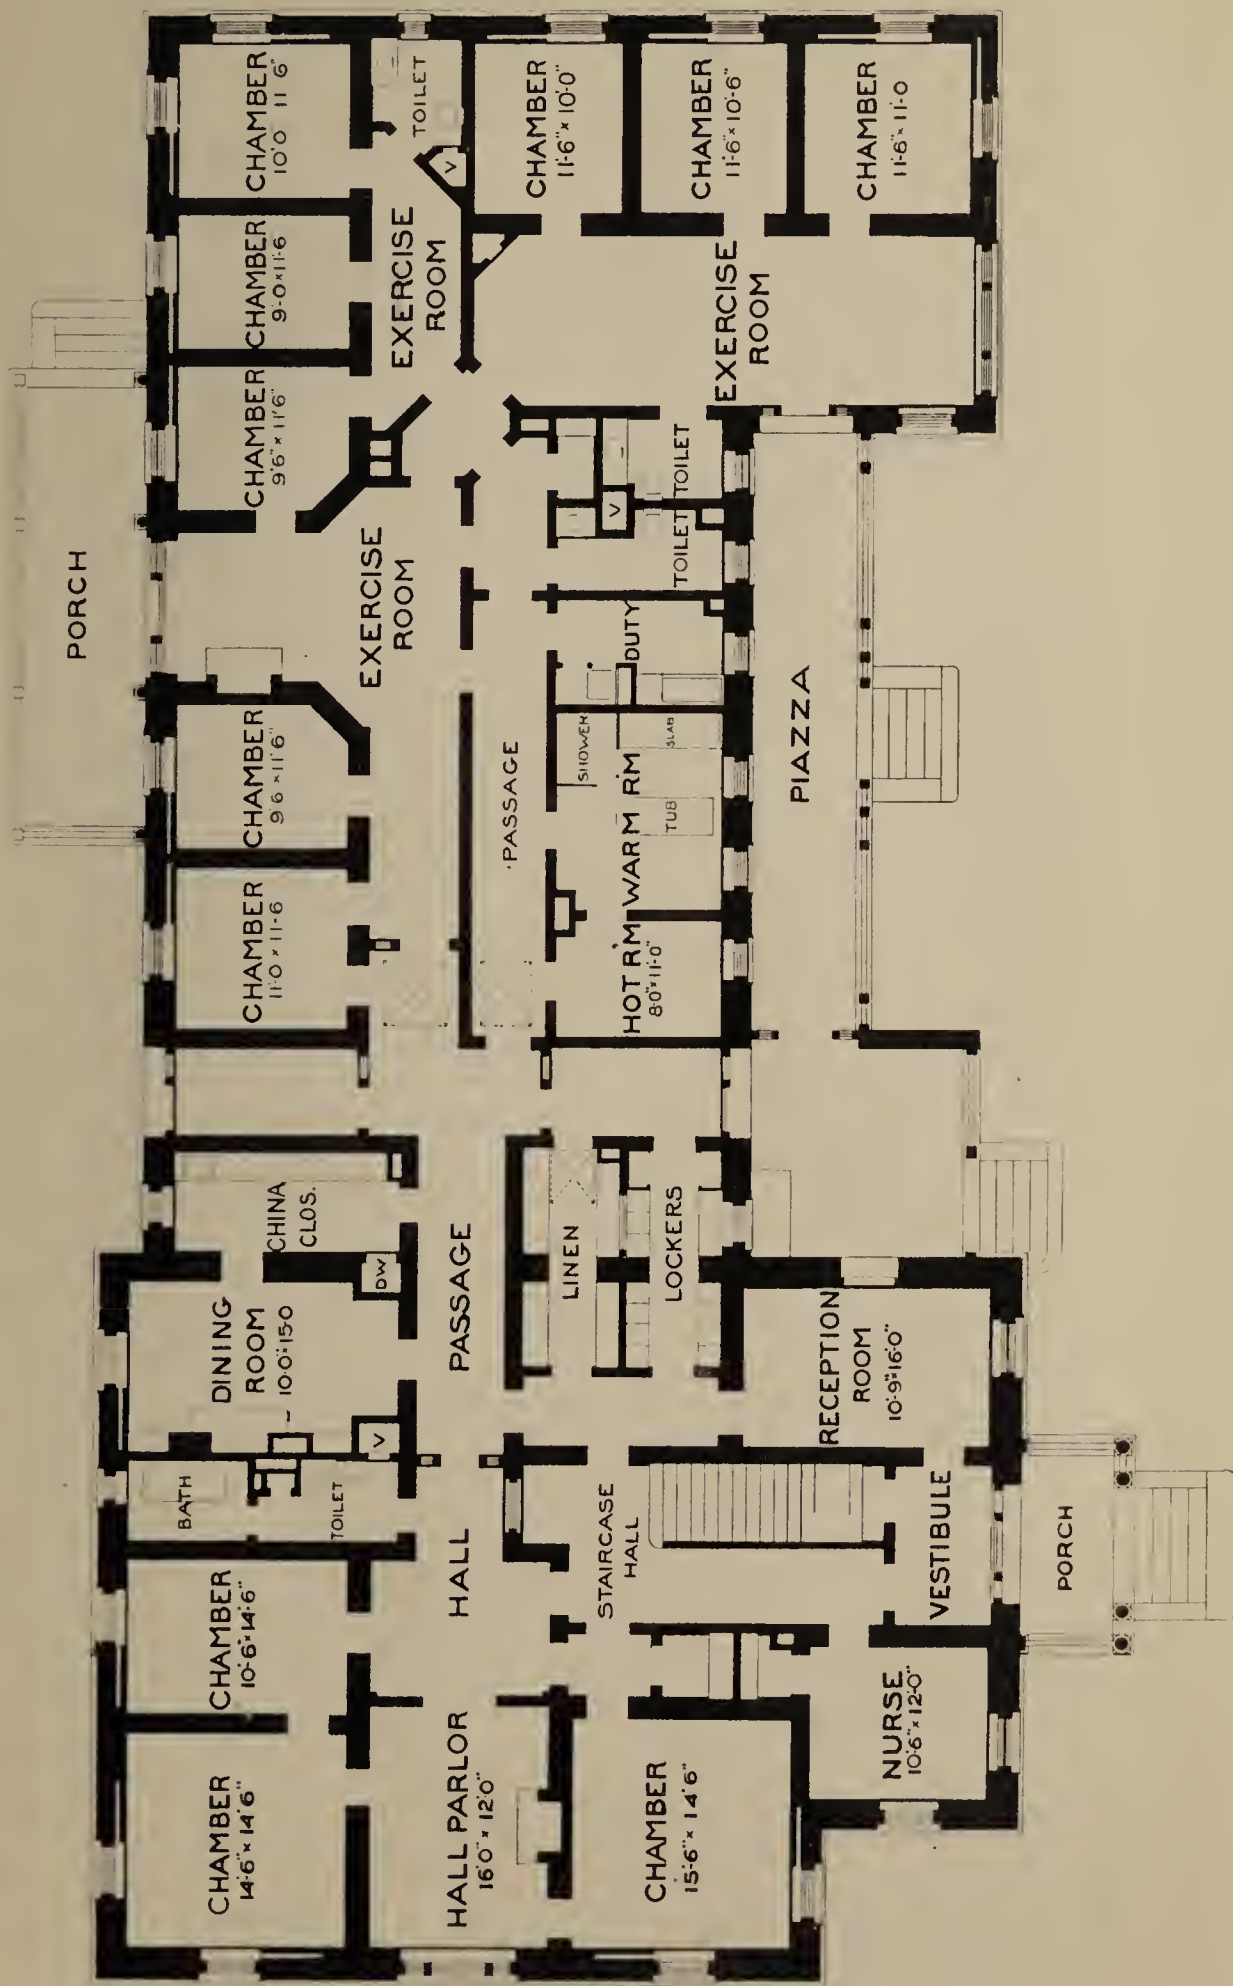 PORCH
CHAMBER
11'0 × 11-6
CHAMBER
9'6 × 11'6"
CHAMBER
9'6" × 11'6"
CHAMBER
9'-0 × 11-6
CHAMBER
10'0 11 6"
DINING
ROOM
10'-0" × 15-0
CHINA
CLOS.
DW
V
BATH
TOILET
CHAMBER
10'-6" × 14'-6"
CHAMBER
14'-6" × 14'6"
HALL PARLOR
16'0" × 12'0"
HALL
PASSAGE
EXERCISE
ROOM
EXERCISE
ROOM
TOILET
V
CHAMBER
11'-6" × 10'-0"
CHAMBER
11'-6" × 10-6"
CHAMBER
11'-6" × 11-0
EXERCISE
ROOM
PASSAGE
LINEN
LOCKERS
HOT RM
8'0" × 11'-0"
WARM RM
TUB
SHOWER
SLAB
DUTY
TOILET
V
TOILET
STAIRCASE
HALL
CHAMBER
15'-6" × 14'6"
NURSE
10'6" × 12'0"
VESTIBULE
RECEPTION
ROOM
10'-9" × 16'0"
PIAZZA
PORCH